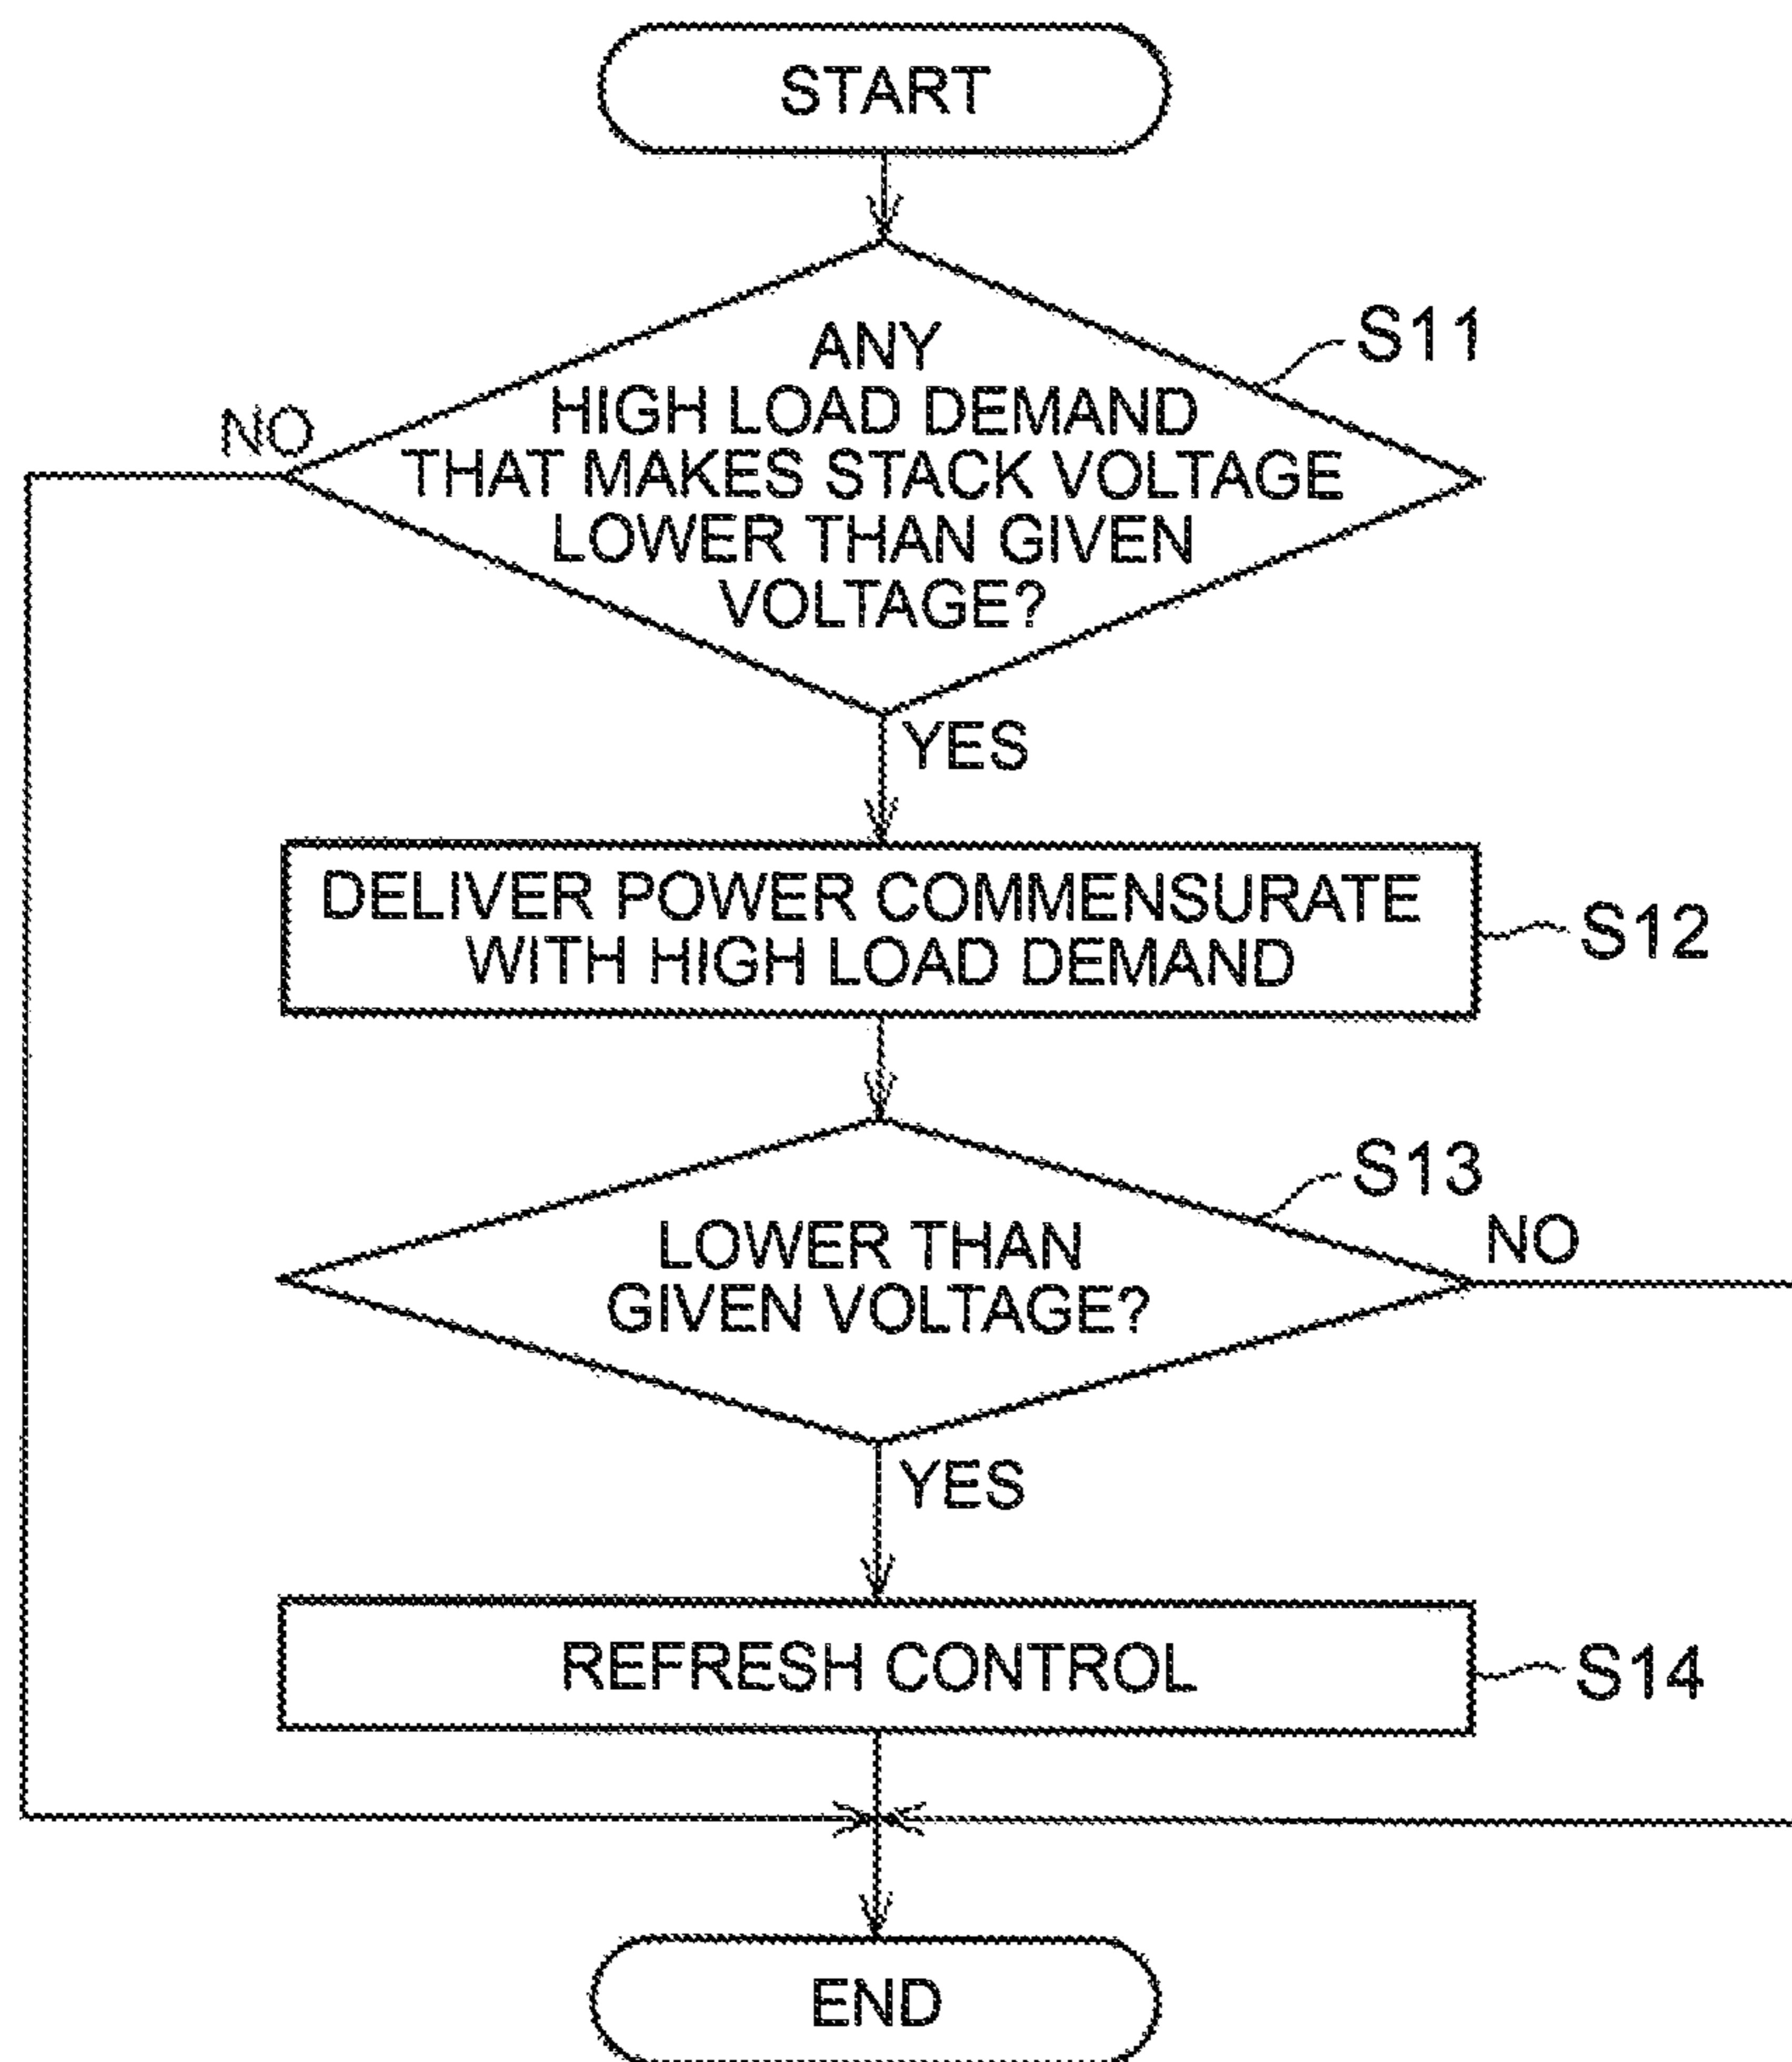 START
ANY
HIGH LOAD DEMAND
THAT MAKES STACK VOLTAGE
LOWER THAN GIVEN
VOLTAGE?
S11
NO
YES
DELIVER POWER COMMENSURATE
WITH HIGH LOAD DEMAND
S12
LOWER THAN
GIVEN VOLTAGE?
S13
NO
YES
REFRESH CONTROL
S14
END